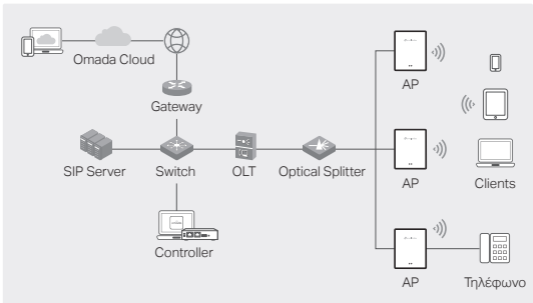 Omada Cloud
Gateway
AP
SIP Server
Switch
OLT
Optical Splitter
AP
Clients
Controller
AP
Τηλέφωνο